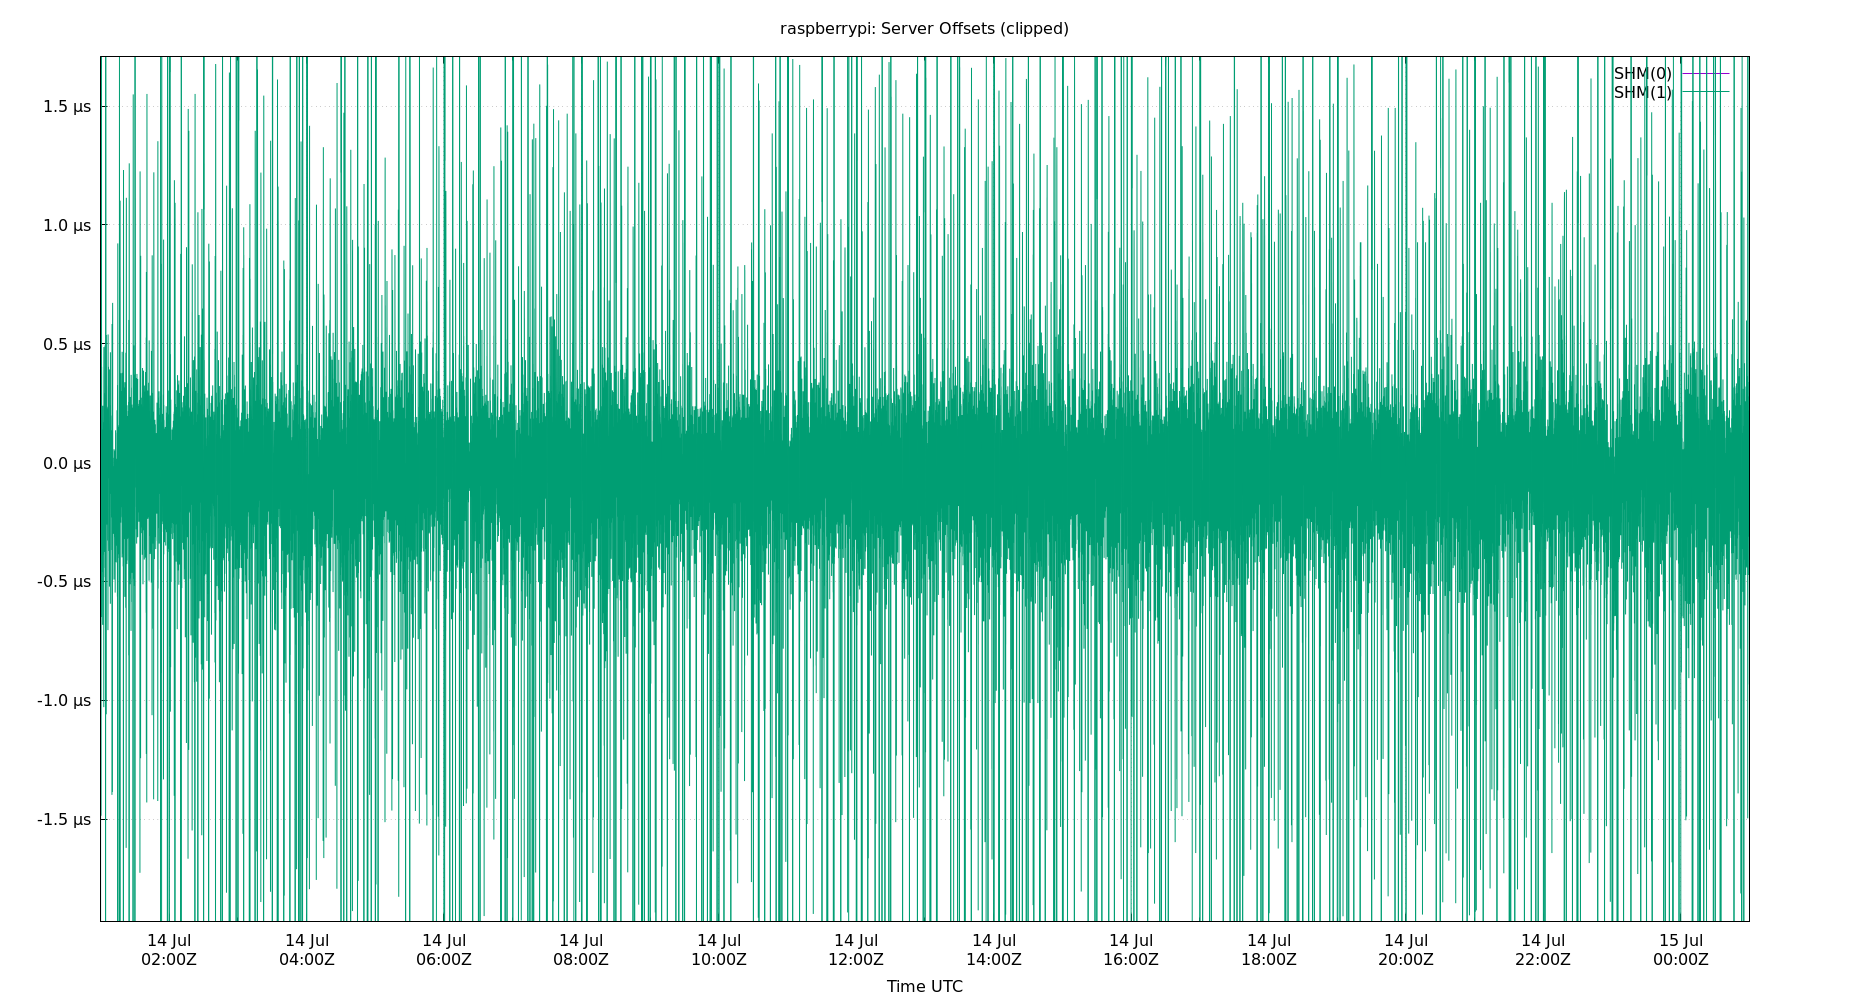 raspberrypi: Server Offsets (clipped)
SHM(0)
SHM(1)
1.5 μs
1.0 μs
0.5 μs
0.0 μs
-0.5 μs
-1.0 μs
-1.5 μs
14 Jul 14 Jul 14 Jul 14 Jul 14 Jul 14 Jul 14 Jul 14 Jul 14 Jul 14 Jul 14 Jul 15 Jul
02:00Z 04:00Z 06:00Z 08:00Z 10:00Z 12:00Z 14:00Z 16:00Z 18:00Z 20:00Z 22:00Z 00:00Z
Time UTC